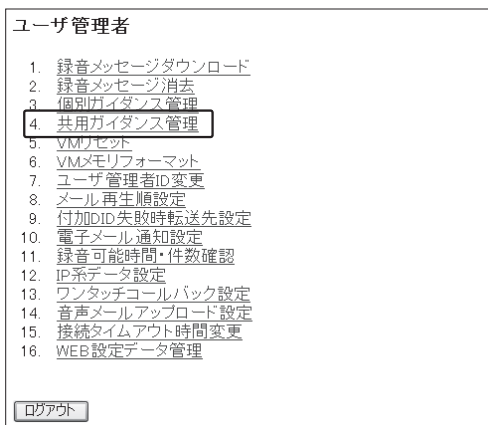 ユーザ管理者
1. 録音メッセージダウンロード
2. 録音メッセージ消去
3. 個別ガイダンス管理
4. 共用ガイダンス管理
5. VMリセット
6. VMメモリフォーマット
7. ユーザ管理者ID変更
8. メール再生順設定
9. 付加DID失敗時転送先設定
10. 電子メール通知設定
11. 録音可能時間・件数確認
12. IP系データ設定
13. ワンタッチコールバック設定
14. 音声メールアップロード設定
15. 接続タイムアウト時間変更
16. WEB設定データ管理
ログアウト